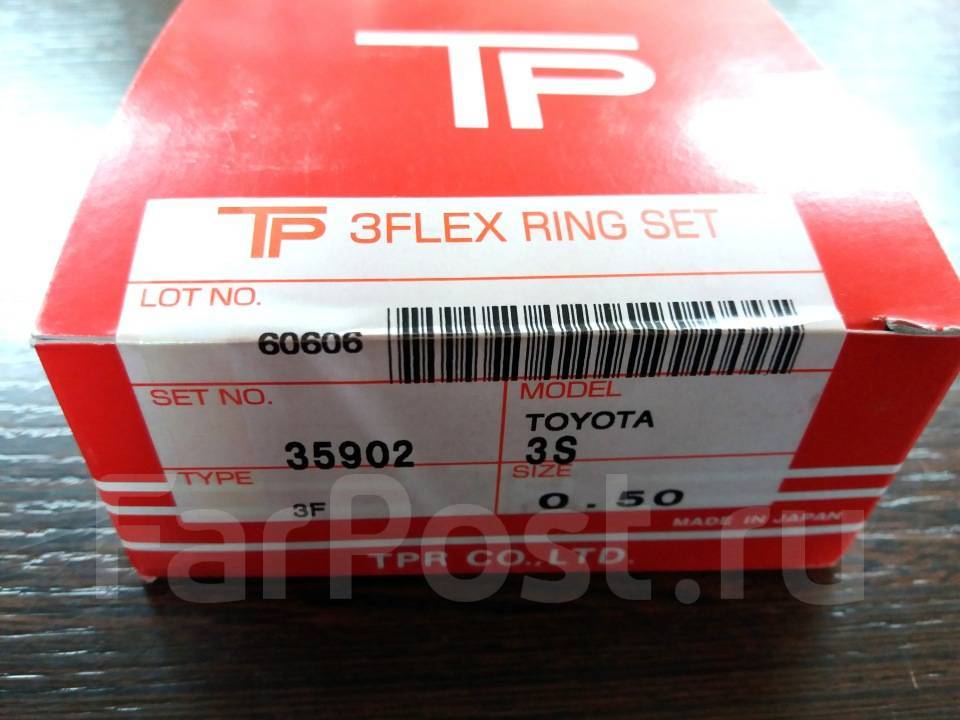 TP
TP 3FLEX RING SET
LOT NO.
60606
SET NO.
35902
MODEL
TOYOTA
3S
TYPE
3F
SIZE
0.50
MADE IN JAPAN
TPR CO.,LTD.
FarPost.ru